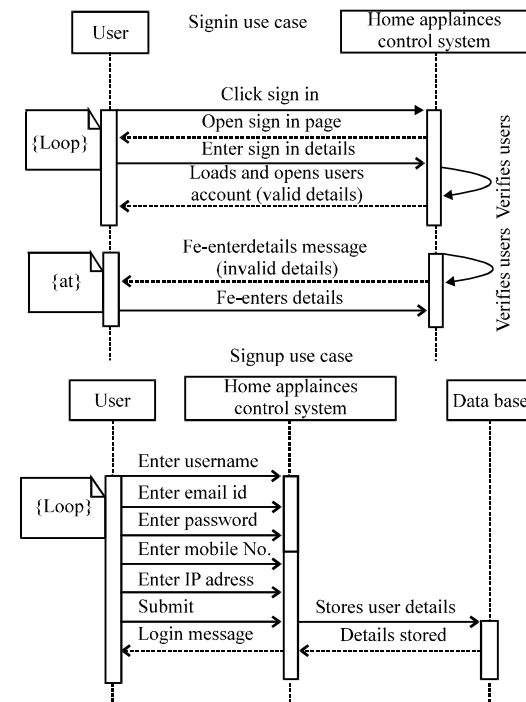 Signin use case
User
Home applainces
control system
Click sign in
Open sign in page
{Loop}
Enter sign in details
Loads and opens users
account (valid details)
Verifies users
Fe-enterdetails message
(invalid details)
{at}
Fe-enters details
Verifies users
Signup use case
User
Home applainces
control system
Data base
Enter username
{Loop}
Enter email id
Enter password
Enter mobile No.
Enter IP adress
Submit
Stores user details
Login message
Details stored